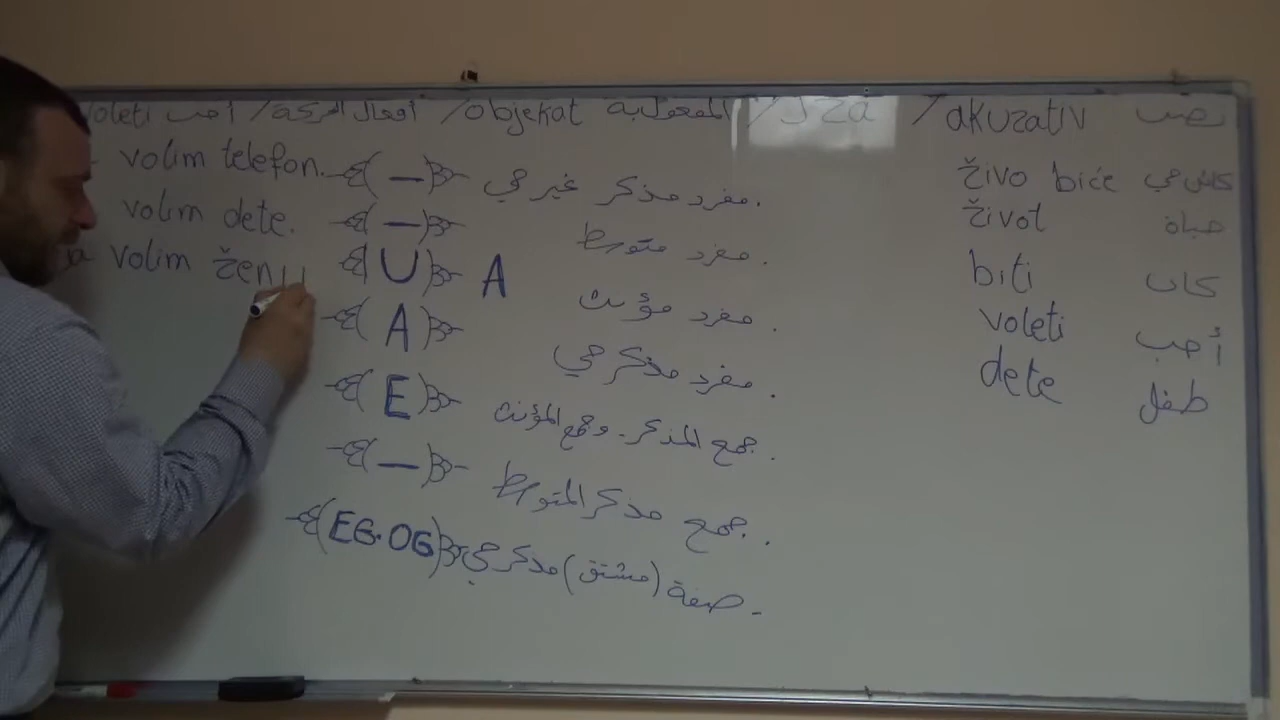 voleti أحب / أفعال الحركة / objekat المفعول به / za لـ / akuzativ نصب
volim telefon. ( — ) مفرد مذكر غير حي.
volim dete. ( — ) مفرد متوسط.
volim ženu ( U ) A مفرد مؤنث.
( A ) مفرد مذكر حي.
( E ) جمع المذكر. وجمع المؤنث.
( — ) جمع مذكر المتوسط.
( EG. OG ) صفة (مشتق) مذكر حي.
živo biće كائن حي
život حياة
biti كان
voleti أحب
dete طفل